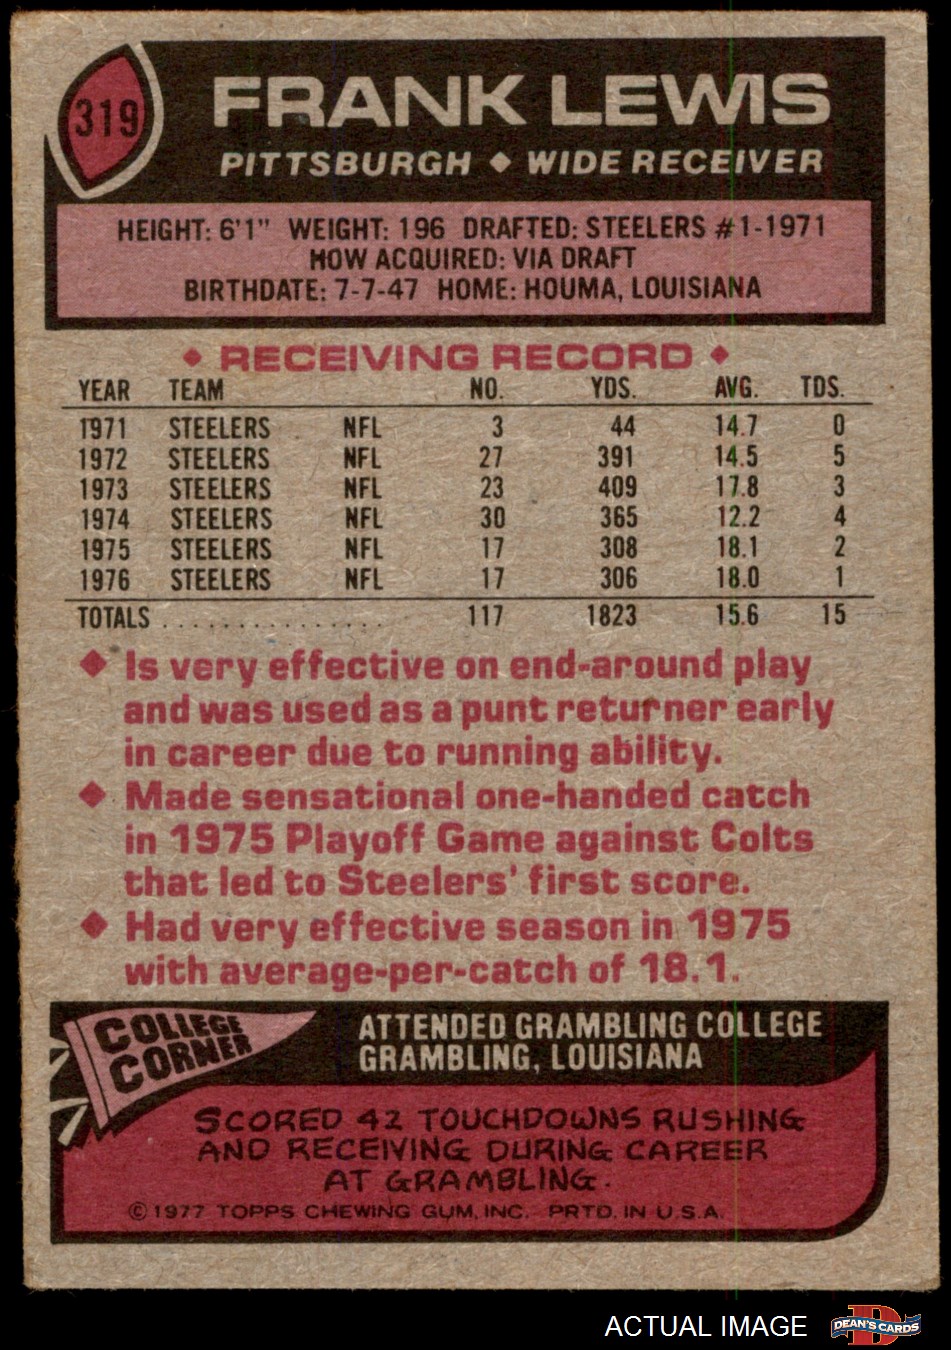 319
FRANK LEWIS
PITTSBURGH ◆ WIDE RECEIVER
HEIGHT: 6'1" WEIGHT: 196 DRAFTED: STEELERS #1-1971
HOW ACQUIRED: VIA DRAFT
BIRTHDATE: 7-7-47 HOME: HOUMA, LOUISIANA
◆ RECEIVING RECORD ◆
YEAR TEAM NO. YDS. AVG. TDS.
1971 STEELERS NFL 3 44 14.7 0
1972 STEELERS NFL 27 391 14.5 5
1973 STEELERS NFL 23 409 17.8 3
1974 STEELERS NFL 30 365 12.2 4
1975 STEELERS NFL 17 308 18.1 2
1976 STEELERS NFL 17 306 18.0 1
TOTALS . . . . . . . . . . . . . . . 117 1823 15.6 15
◆ Is very effective on end-around play
and was used as a punt returner early
in career due to running ability.
◆ Made sensational one-handed catch
in 1975 Playoff Game against Colts
that led to Steelers' first score.
◆ Had very effective season in 1975
with average-per-catch of 18.1.
COLLEGE
CORNER
ATTENDED GRAMBLING COLLEGE
GRAMBLING, LOUISIANA
SCORED 42 TOUCHDOWNS RUSHING
AND RECEIVING DURING CAREER
AT GRAMBLING.
© 1977 TOPPS CHEWING GUM, INC. PRTD. IN U.S.A.
ACTUAL IMAGE
D
DEAN'S CARDS